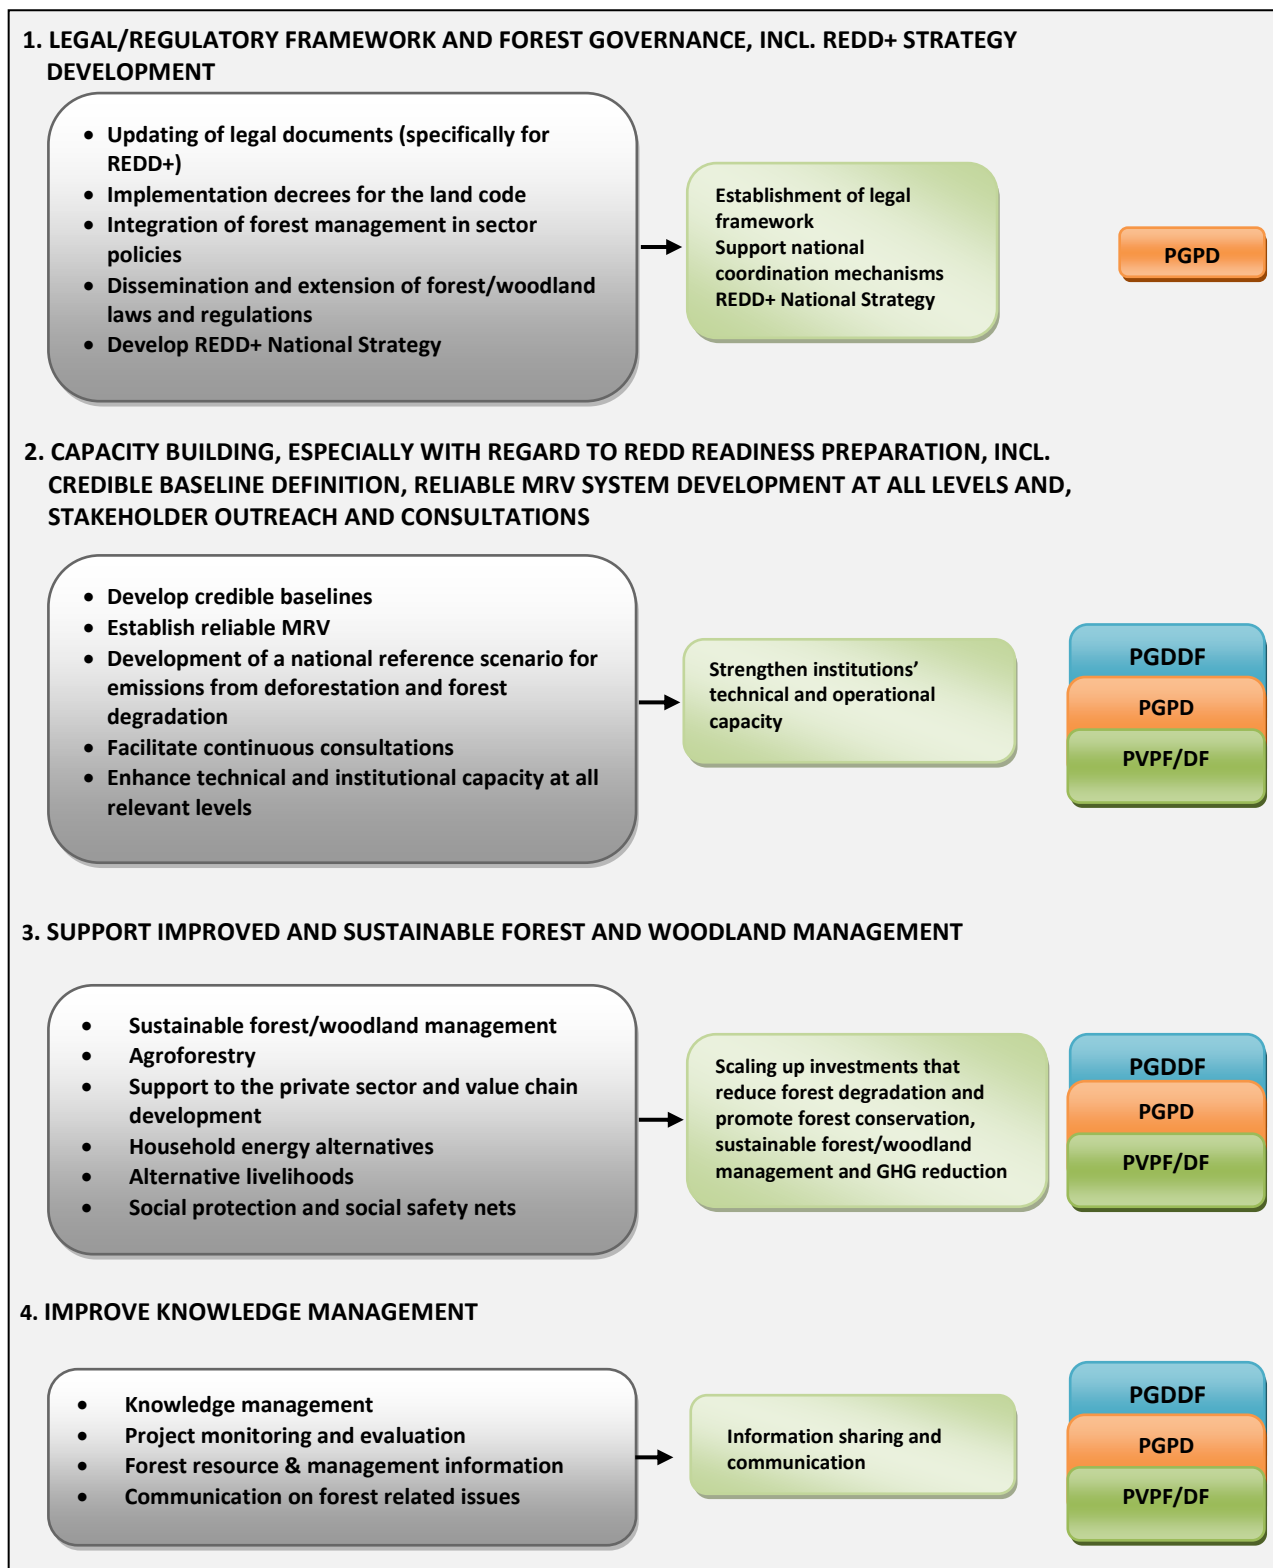 1. LEGAL/REGULATORY FRAMEWORK AND FOREST GOVERNANCE, INCL. REDD+ STRATEGY
DEVELOPMENT
• Updating of legal documents (specifically for
REDD+)
• Implementation decrees for the land code
• Integration of forest management in sector
policies
• Dissemination and extension of forest/woodland
laws and regulations
• Develop REDD+ National Strategy
Establishment of legal
framework
Support national
coordination mechanisms
REDD+ National Strategy
PGPD
2. CAPACITY BUILDING, ESPECIALLY WITH REGARD TO REDD READINESS PREPARATION, INCL.
CREDIBLE BASELINE DEFINITION, RELIABLE MRV SYSTEM DEVELOPMENT AT ALL LEVELS AND,
STAKEHOLDER OUTREACH AND CONSULTATIONS
• Develop credible baselines
• Establish reliable MRV
• Development of a national reference scenario for
emissions from deforestation and forest
degradation
• Facilitate continuous consultations
• Enhance technical and institutional capacity at all
relevant levels
Strengthen institutions’
technical and operational
capacity
PGDDF
PGPD
PVPF/DF
3. SUPPORT IMPROVED AND SUSTAINABLE FOREST AND WOODLAND MANAGEMENT
• Sustainable forest/woodland management
• Agroforestry
• Support to the private sector and value chain
development
• Household energy alternatives
• Alternative livelihoods
• Social protection and social safety nets
Scaling up investments that
reduce forest degradation and
promote forest conservation,
sustainable forest/woodland
management and GHG reduction
PGDDF
PGPD
PVPF/DF
4. IMPROVE KNOWLEDGE MANAGEMENT
• Knowledge management
• Project monitoring and evaluation
• Forest resource & management information
• Communication on forest related issues
Information sharing and
communication
PGDDF
PGPD
PVPF/DF